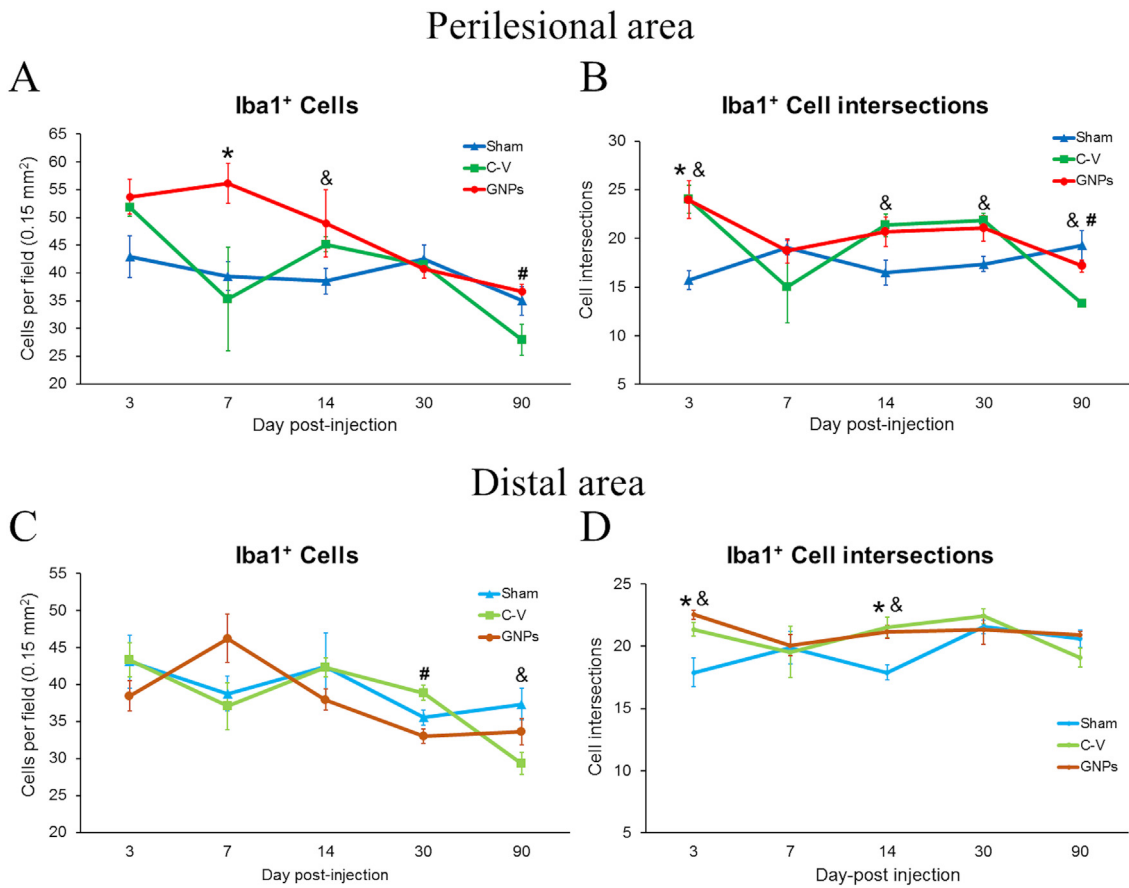 Perilesional area
A
Iba1⁺ Cells
Cells per field (0.15 mm²)
65
60
55
50
45
40
35
30
25
20
*
&
#
Sham
C-V
GNPs
3 7 14 30 90
Day post-injection
B
Iba1⁺ Cell intersections
Cell intersections
30
25
20
15
10
5
* &
&
&
& #
Sham
C-V
GNPs
3 7 14 30 90
Day post-injection
Distal area
C
Iba1⁺ Cells
Cells per field (0.15 mm²)
55
50
45
40
35
30
25
20
#
&
Sham
C-V
GNPs
3 7 14 30 90
Day post-injection
D
Iba1⁺ Cell intersections
Cell intersections
25
20
15
10
5
* &
* &
Sham
C-V
GNPs
3 7 14 30 90
Day-post injection